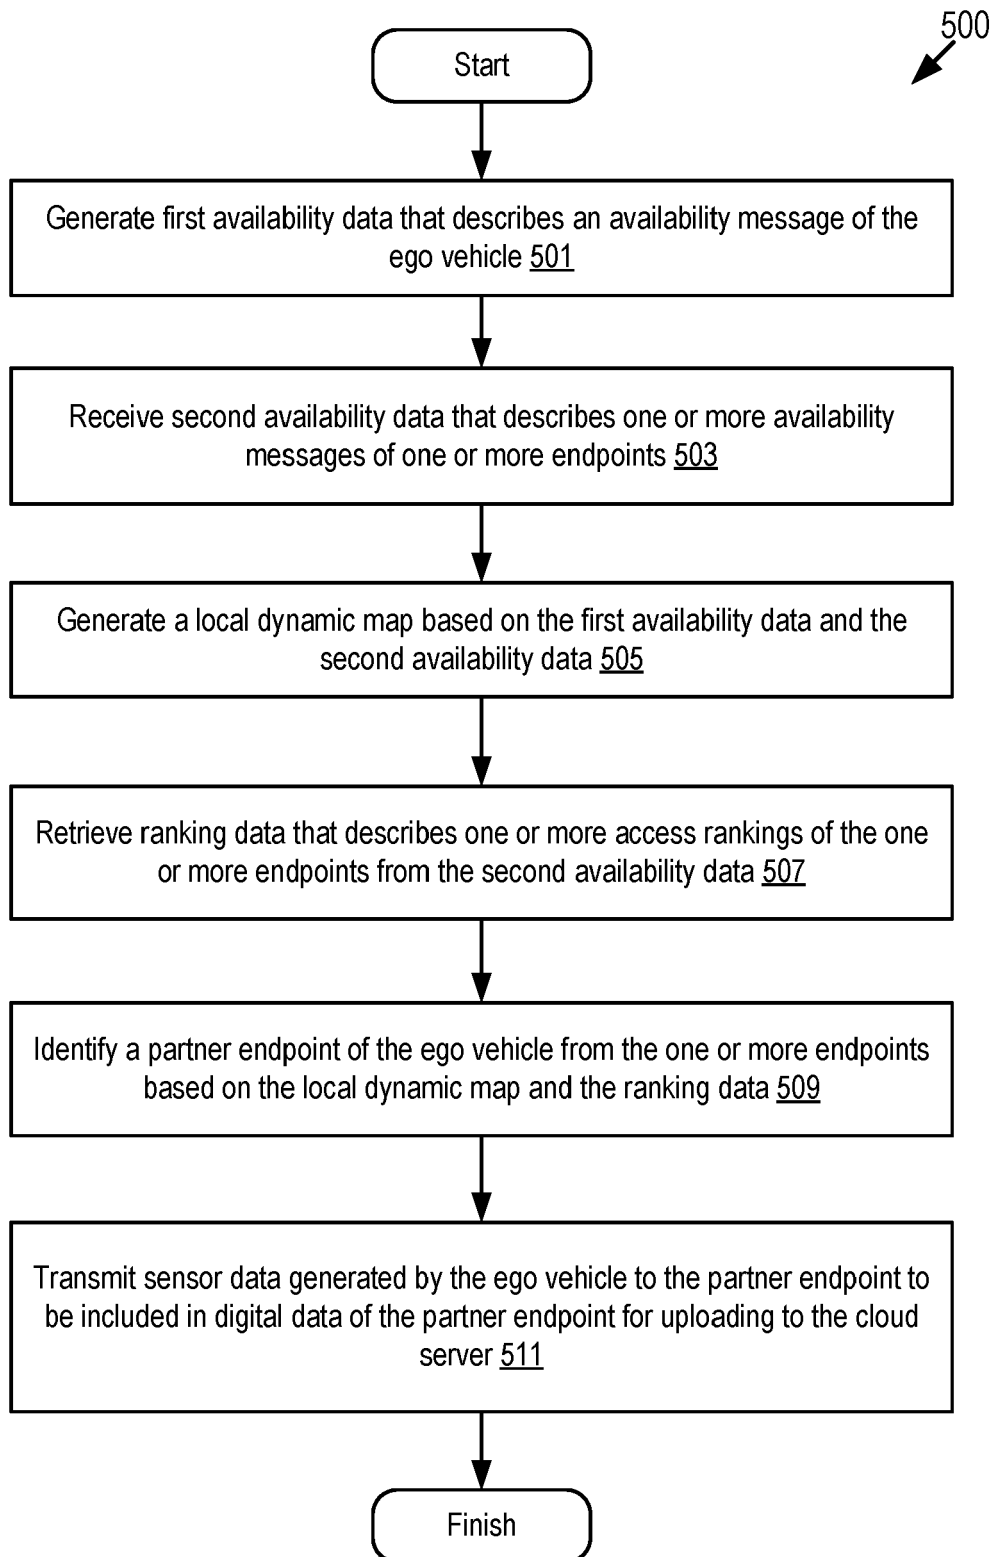 500
Start
Generate first availability data that describes an availability message of the
ego vehicle 501
Receive second availability data that describes one or more availability
messages of one or more endpoints 503
Generate a local dynamic map based on the first availability data and the
second availability data 505
Retrieve ranking data that describes one or more access rankings of the one
or more endpoints from the second availability data 507
Identify a partner endpoint of the ego vehicle from the one or more endpoints
based on the local dynamic map and the ranking data 509
Transmit sensor data generated by the ego vehicle to the partner endpoint to
be included in digital data of the partner endpoint for uploading to the cloud
server 511
Finish